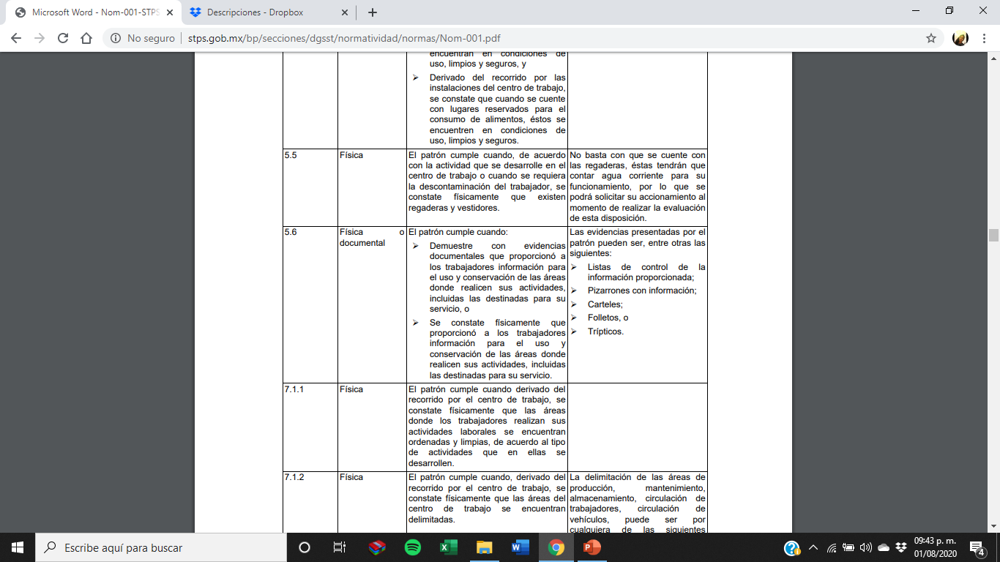 Microsoft Word - Nom-001-STPS
Descripciones - Dropbox
No seguro
stps.gob.mx/bp/secciones/dgsst/normatividad/normas/Nom-001.pdf
encuentran en condiciones de
uso, limpios y seguros, y
➢ Derivado del recorrido por las
instalaciones del centro de trabajo,
se constate que cuando se cuente
con lugares reservados para el
consumo de alimentos, éstos se
encuentren en condiciones de
uso, limpios y seguros.
5.5
Física
El patrón cumple cuando, de acuerdo
con la actividad que se desarrolle en el
centro de trabajo o cuando se requiera
la descontaminación del trabajador, se
constate físicamente que existen
regaderas y vestidores.
No basta con que se cuente con
las regaderas, éstas tendrán que
contar agua corriente para su
funcionamiento, por lo que se
podrá solicitar su accionamiento al
momento de realizar la evaluación
de esta disposición.
5.6
Física o
documental
El patrón cumple cuando:
➢ Demuestre con evidencias
documentales que proporcionó a
los trabajadores información para
el uso y conservación de las áreas
donde realicen sus actividades,
incluidas las destinadas para su
servicio, o
➢ Se constate físicamente que
proporcionó a los trabajadores
información para el uso y
conservación de las áreas donde
realicen sus actividades, incluidas
las destinadas para su servicio.
Las evidencias presentadas por el
patrón pueden ser, entre otras las
siguientes:
➢ Listas de control de la
información proporcionada;
➢ Pizarrones con información;
➢ Carteles;
➢ Folletos, o
➢ Trípticos.
7.1.1
Física
El patrón cumple cuando derivado del
recorrido por el centro de trabajo, se
constate físicamente que las áreas
donde los trabajadores realizan sus
actividades laborales se encuentran
ordenadas y limpias, de acuerdo al tipo
de actividades que en ellas se
desarrollen.
7.1.2
Física
El patrón cumple cuando, derivado del
recorrido por el centro de trabajo, se
constate físicamente que las áreas del
centro de trabajo se encuentran
delimitadas.
La delimitación de las áreas de
producción, mantenimiento,
almacenamiento, circulación de
trabajadores, circulación de
vehículos, puede ser por
cualquiera de las siguientes
Escribe aquí para buscar
09:43 p. m.
01/08/2020
4